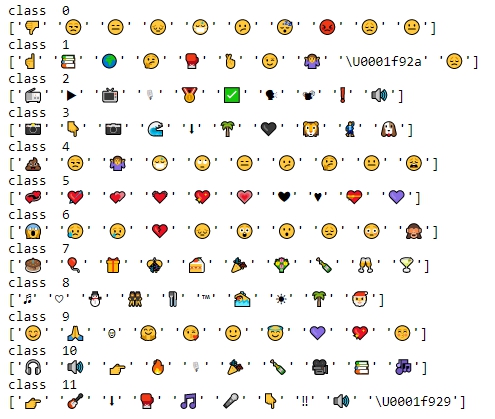 class 0
['👎' '😒' '😑' '😞' '😷' '😕' '😴' '😡' '😔' '😐']
class 1
['☝' '📚' '🌍' '🤔' '🥊' '🤞' '😉' '🤷‍♀️' '\U0001f92a' '😔']
class 2
['📻' '▶' '📺' '🎖' '✅' '🗣' '📽' '❗' '🔊']
class 3
['📸' '👇' '📷' '🌊' '⬇' '🌴' '🖤' '🦁' '🐶']
class 4
['💩' '😒' '🤷‍♀️' '😷' '🙄' '😑' '😕' '🤔' '😐' '😩']
class 5
['💞' '💘' '💕' '❤' '💖' '💗' '🖤' '♥' '💝' '💜']
class 6
['😱' '😥' '😢' '💔' '😞' '😲' '😮' '😔' '😳' '🙊']
class 7
['🎂' '🎈' '🎁' '🍰' '🎉' '💐' '🍾' '🥂' '🍸']
class 8
['♬' '♡' '⛄' '👖' '™' '🏊' '☀' '🌴' '🎅']
class 9
['😊' '🙏' '☺' '🤗' '😘' '🙂' '😇' '💜' '💖' '😊']
class 10
['🎧' '🔊' '👉' '🔥' '🎉' '🍾' '🎥' '📚' '🎶']
class 11
['👉' '🎸' '⬇' '🥊' '🎵' '🎤' '👇' '‼' '🔊' '\U0001f929']